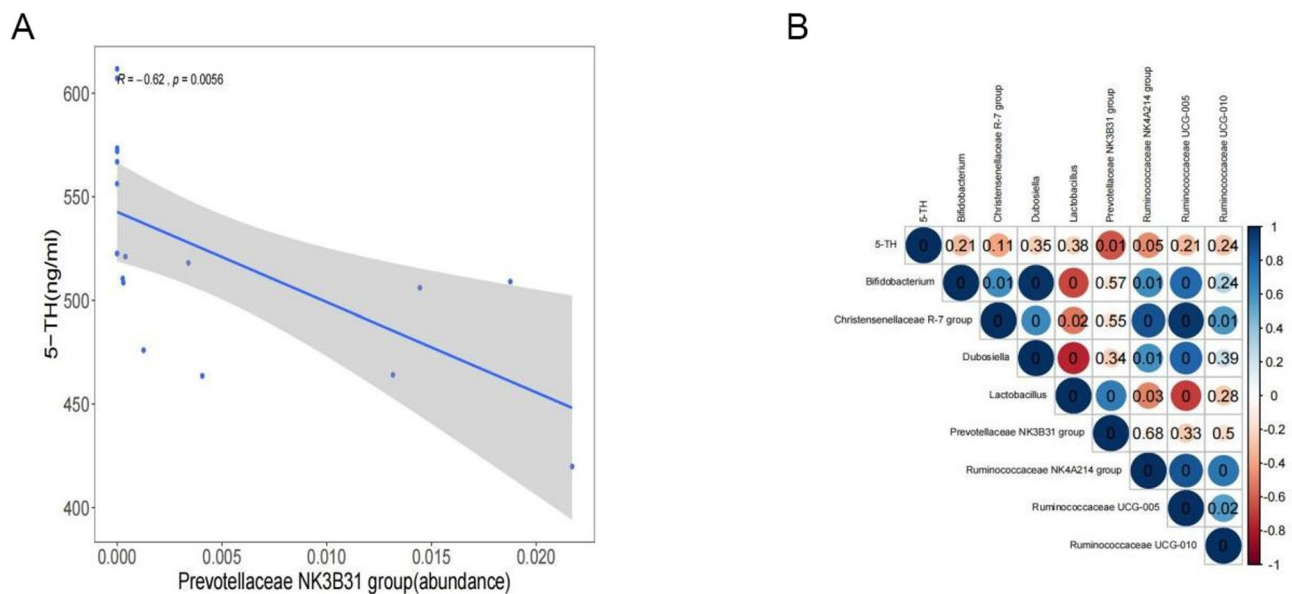 A
R = −0.62 , p = 0.0056
600
550
500
450
400
5-TH(ng/ml)
0.000 0.005 0.010 0.015 0.020
Prevotellaceae NK3B31 group(abundance)
B
5-TH
Bifidobacterium
Christensenellaceae R-7 group
Dubosiella
Lactobacillus
Prevotellaceae NK3B31 group
Ruminococcaceae NK4A214 group
Ruminococcaceae UCG-005
Ruminococcaceae UCG-010
5-TH 0 0.21 0.11 0.35 0.38 0.01 0.05 0.21 0.24
Bifidobacterium 0 0.01 0 0 0.57 0.01 0 0.24
Christensenellaceae R-7 group 0 0 0.02 0.55 0 0 0.01
Dubosiella 0 0 0.34 0.01 0 0.39
Lactobacillus 0 0 0.03 0 0.28
Prevotellaceae NK3B31 group 0 0.68 0.33 0.5
Ruminococcaceae NK4A214 group 0 0 0
Ruminococcaceae UCG-005 0 0.02
Ruminococcaceae UCG-010 0
1
0.8
0.6
0.4
0.2
0
-0.2
-0.4
-0.6
-0.8
-1